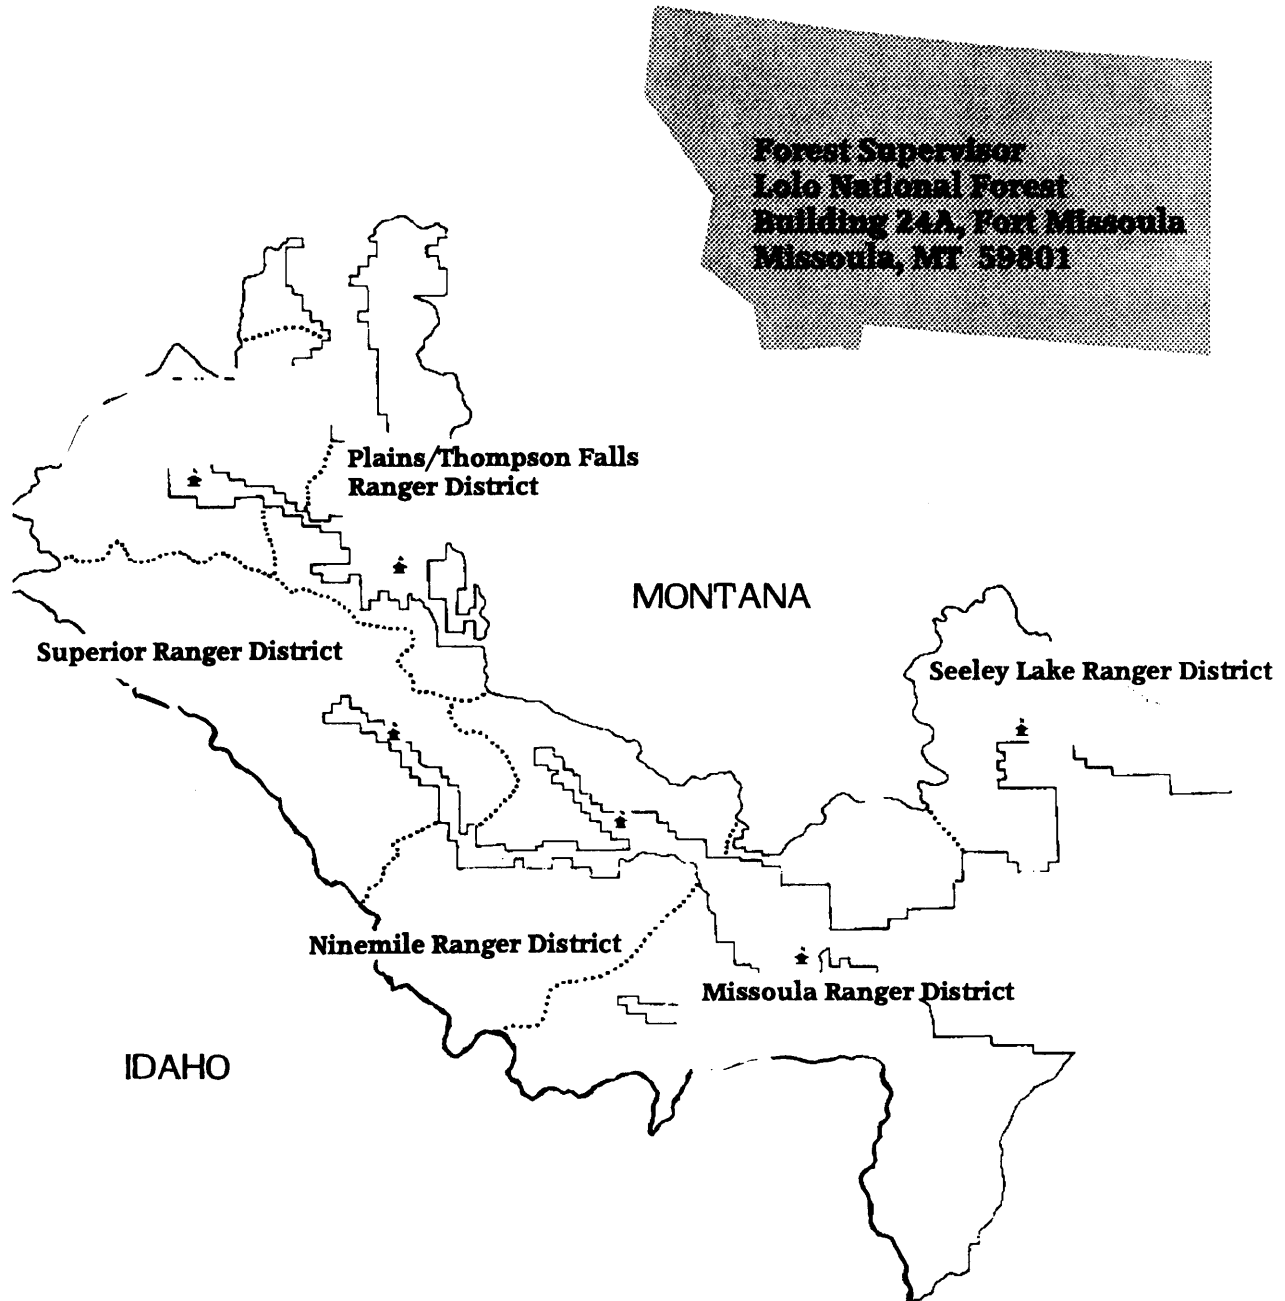 Forest Supervisor
Lolo National Forest
Building 24A, Fort Missoula
Missoula, MT 59801
Plains/Thompson Falls
Ranger District
MONTANA
Superior Ranger District
Seeley Lake Ranger District
Ninemile Ranger District
Missoula Ranger District
IDAHO